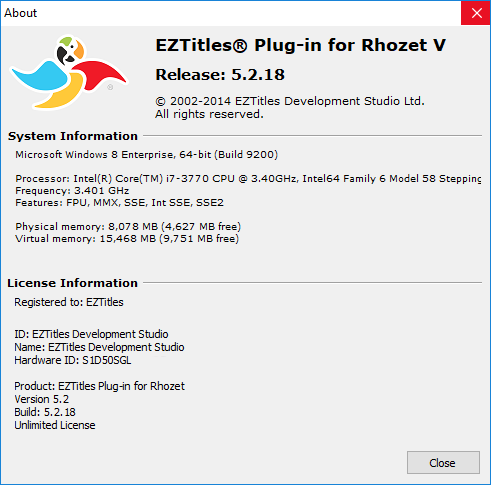 About
EZTitles® Plug-in for Rhozet V
Release: 5.2.18
© 2002-2014 EZTitles Development Studio Ltd.
All rights reserved.
System Information
Microsoft Windows 8 Enterprise, 64-bit (Build 9200)
Processor: Intel(R) Core(TM) i7-3770 CPU @ 3.40GHz, Intel64 Family 6 Model 58 Stepping
Frequency: 3.401 GHz
Features: FPU, MMX, SSE, Int SSE, SSE2
Physical memory: 8,078 MB (4,627 MB free)
Virtual memory: 15,468 MB (9,751 MB free)
License Information
Registered to: EZTitles
ID: EZTitles Development Studio
Name: EZTitles Development Studio
Hardware ID: S1D50SGL
Product: EZTitles Plug-in for Rhozet
Version 5.2
Build: 5.2.18
Unlimited License
Close